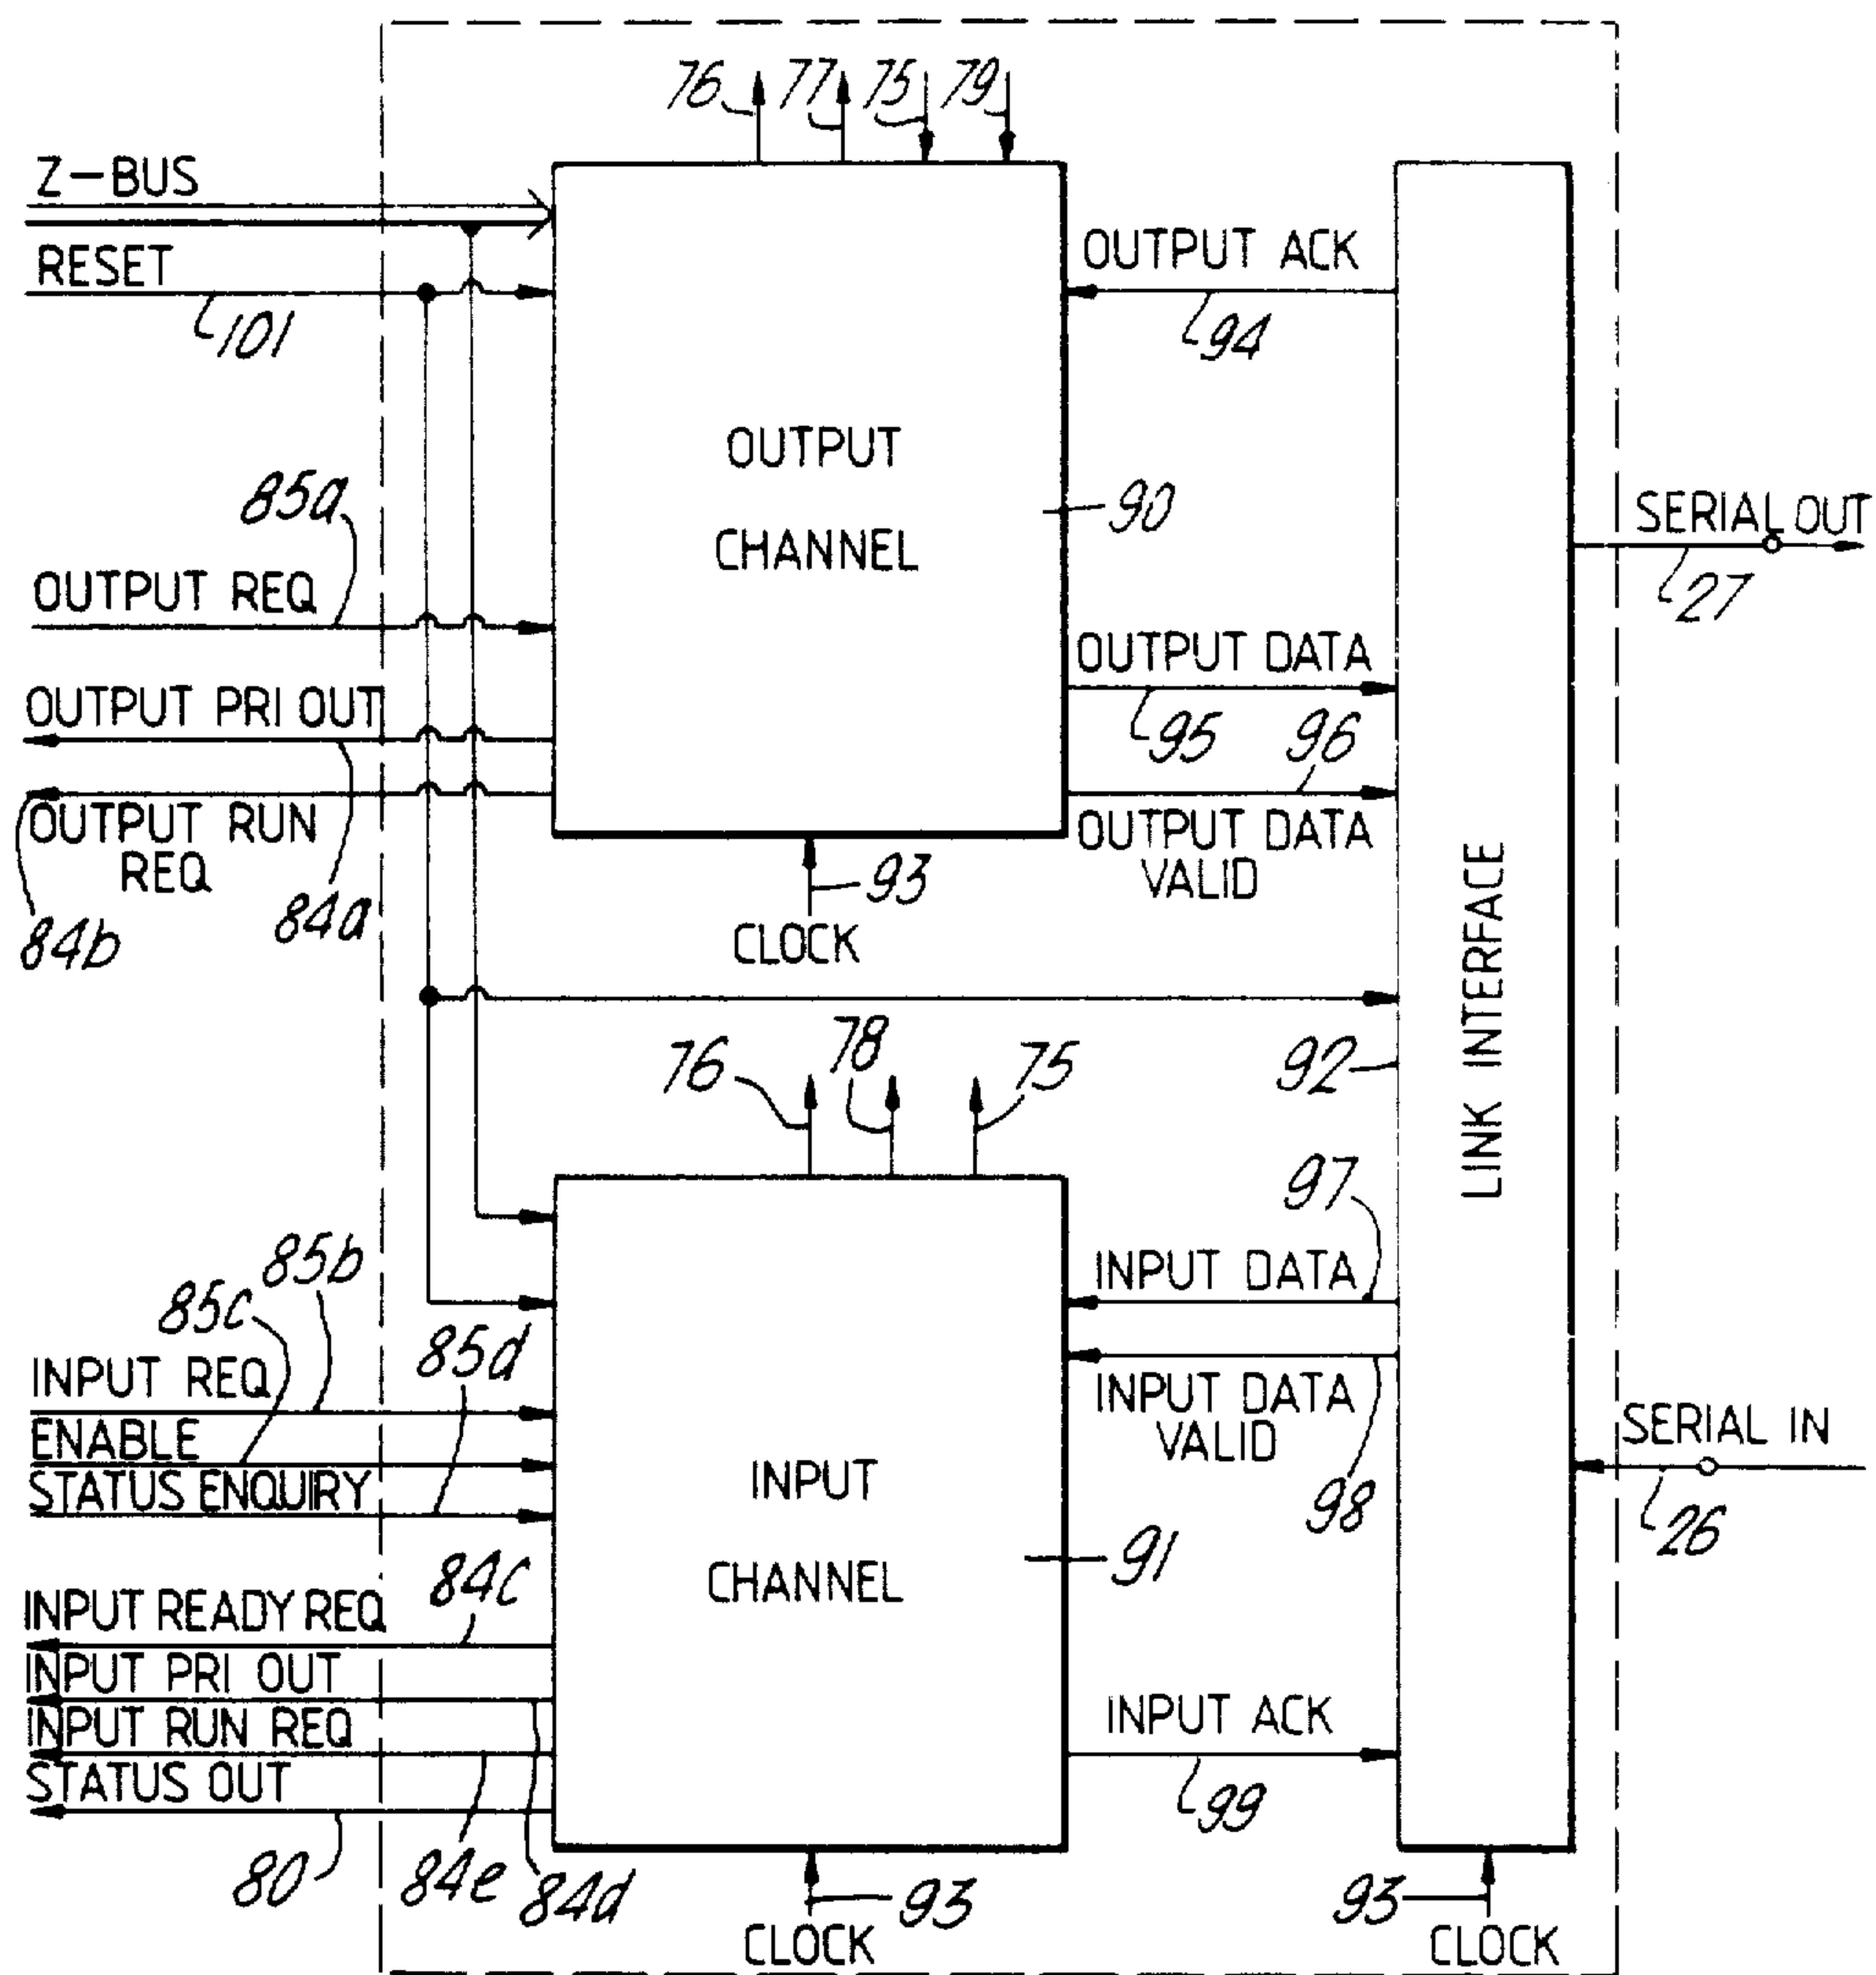 76 77 75 79
Z-BUS
RESET
101
OUTPUT ACK
94
OUTPUT
CHANNEL
90
85a
OUTPUT REQ
SERIAL OUT
27
OUTPUT PRI OUT
OUTPUT DATA
95 96
OUTPUT RUN
REQ
84b
84a
OUTPUT DATA
VALID
93
CLOCK
LINK INTERFACE
92
76 78 75
97
INPUT DATA
85b
85c
85d
INPUT REQ
ENABLE
STATUS ENQUIRY
INPUT DATA
VALID
98
SERIAL IN
26
INPUT
CHANNEL
91
84c
INPUT READY REQ
INPUT PRI OUT
INPUT RUN REQ
STATUS OUT
INPUT ACK
99
80
84e
84d
93
CLOCK
93
CLOCK